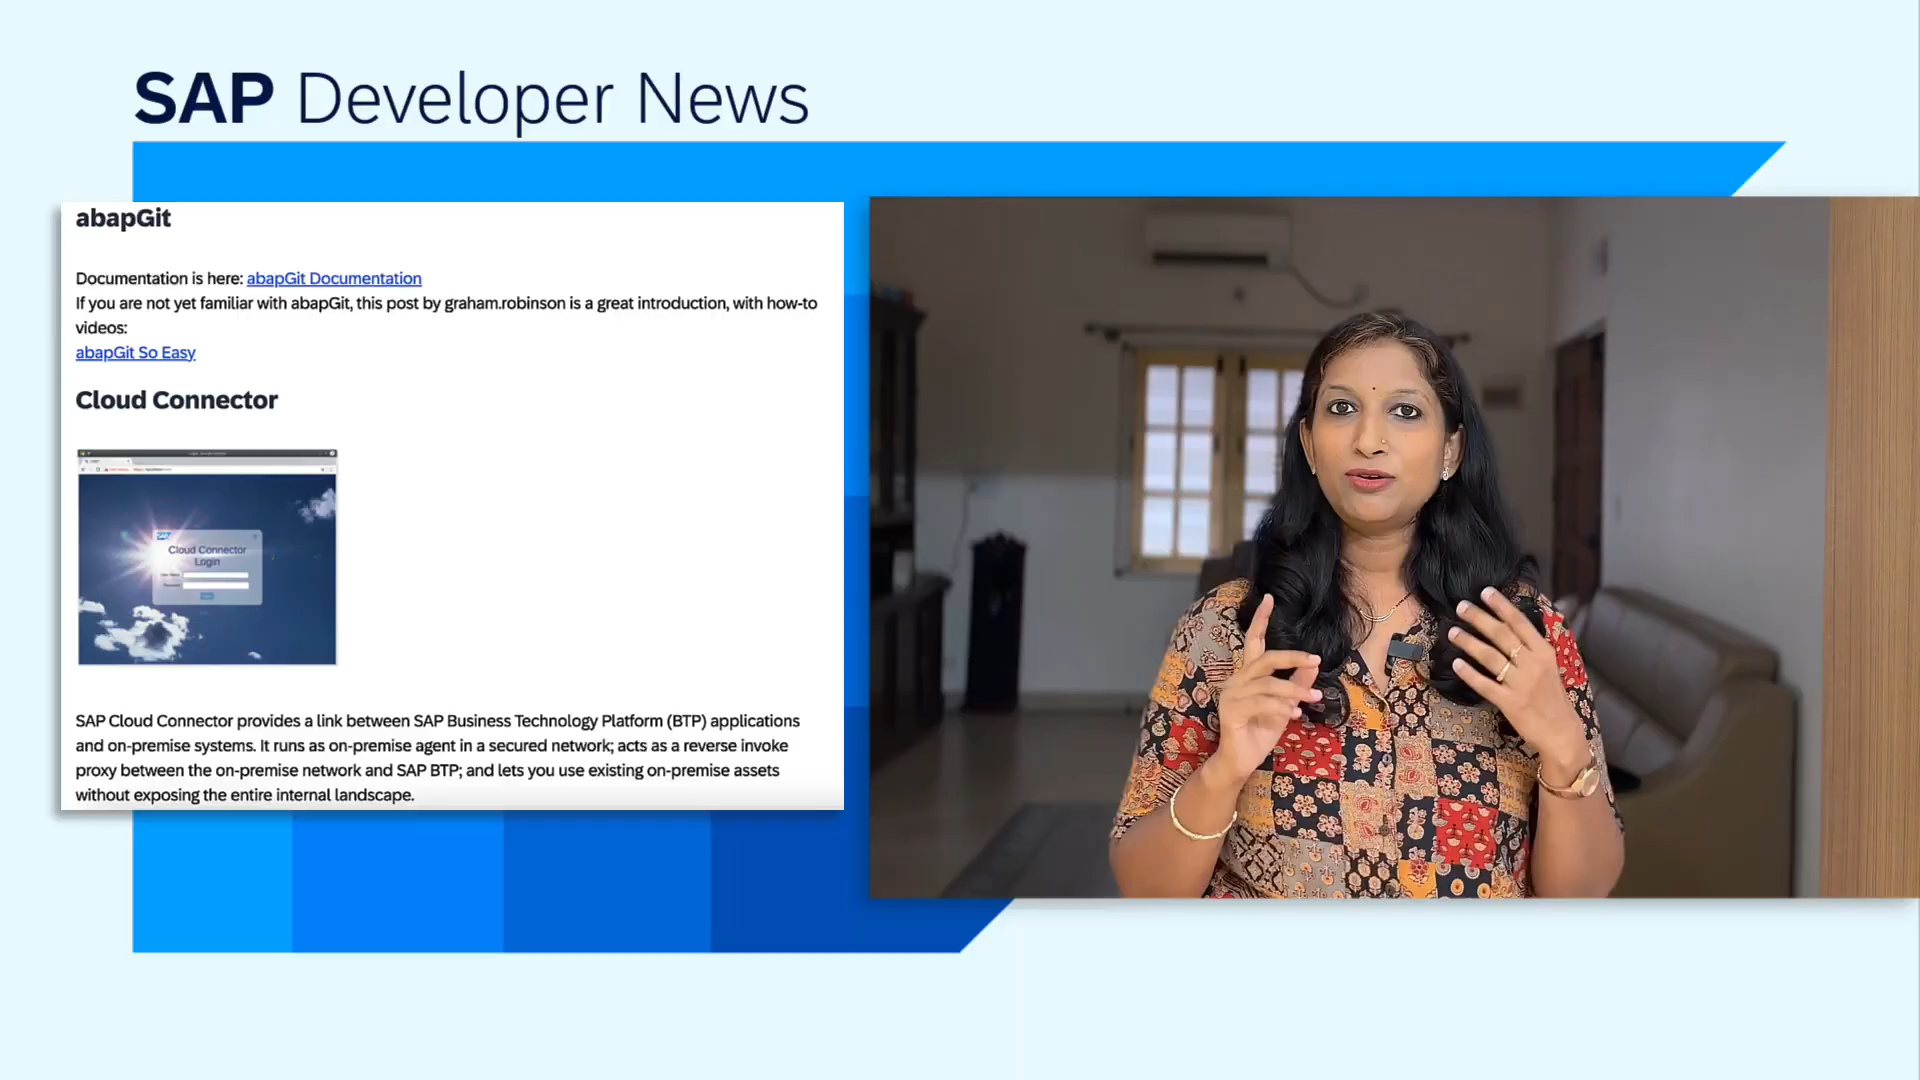 SAP Developer News
abapGit
Documentation is here: abapGit Documentation
If you are not yet familiar with abapGit, this post by graham.robinson is a great introduction, with how-to
videos:
abapGit So Easy
Cloud Connector
SAP
Cloud Connector
Login
SAP Cloud Connector provides a link between SAP Business Technology Platform (BTP) applications
and on-premise systems. It runs as on-premise agent in a secured network; acts as a reverse invoke
proxy between the on-premise network and SAP BTP; and lets you use existing on-premise assets
without exposing the entire internal landscape.